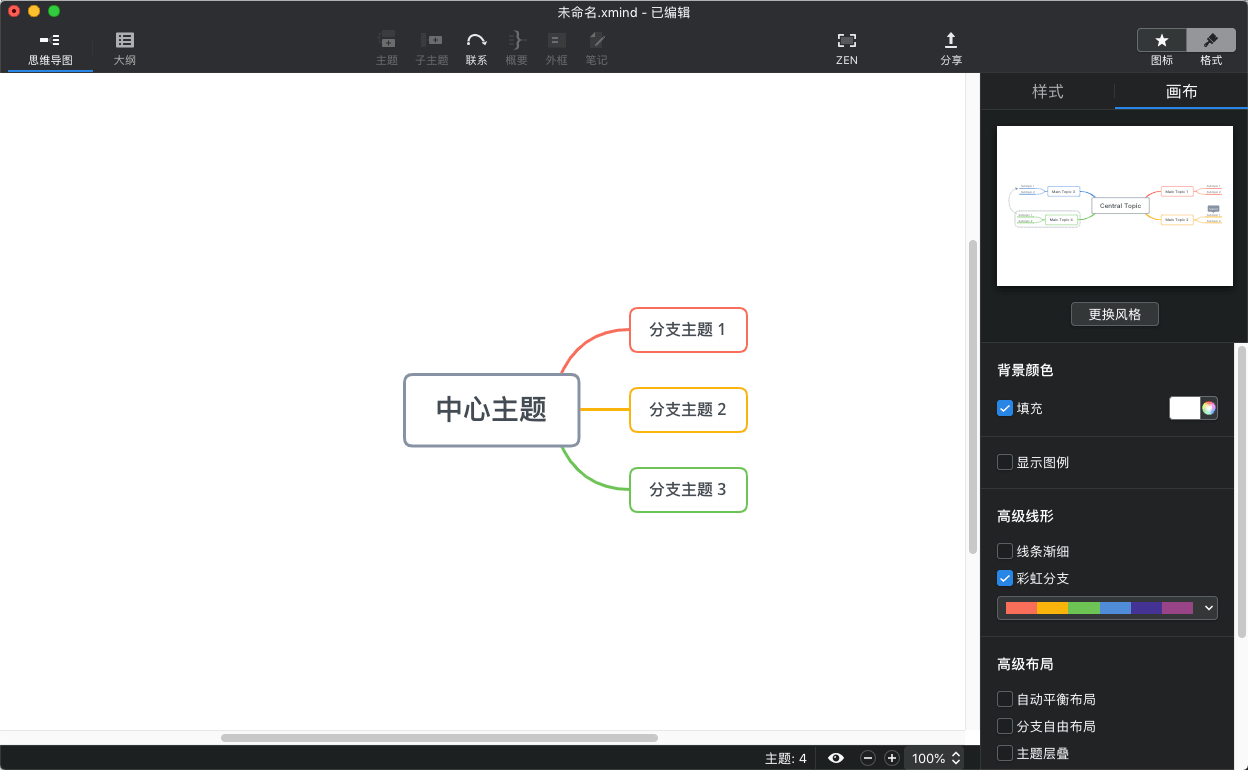 未命名.xmind - 已编辑
思维导图
大纲
主题
子主题
联系
概要
外框
笔记
ZEN
分享
图标
格式
样式
画布
Central Topic
Main Topic 1
Main Topic 2
更换风格
背景颜色
填充
显示图例
高级线形
线条渐细
彩虹分支
高级布局
自动平衡布局
分支自由布局
主题层叠
中心主题
分支主题 1
分支主题 2
分支主题 3
主题: 4
100%